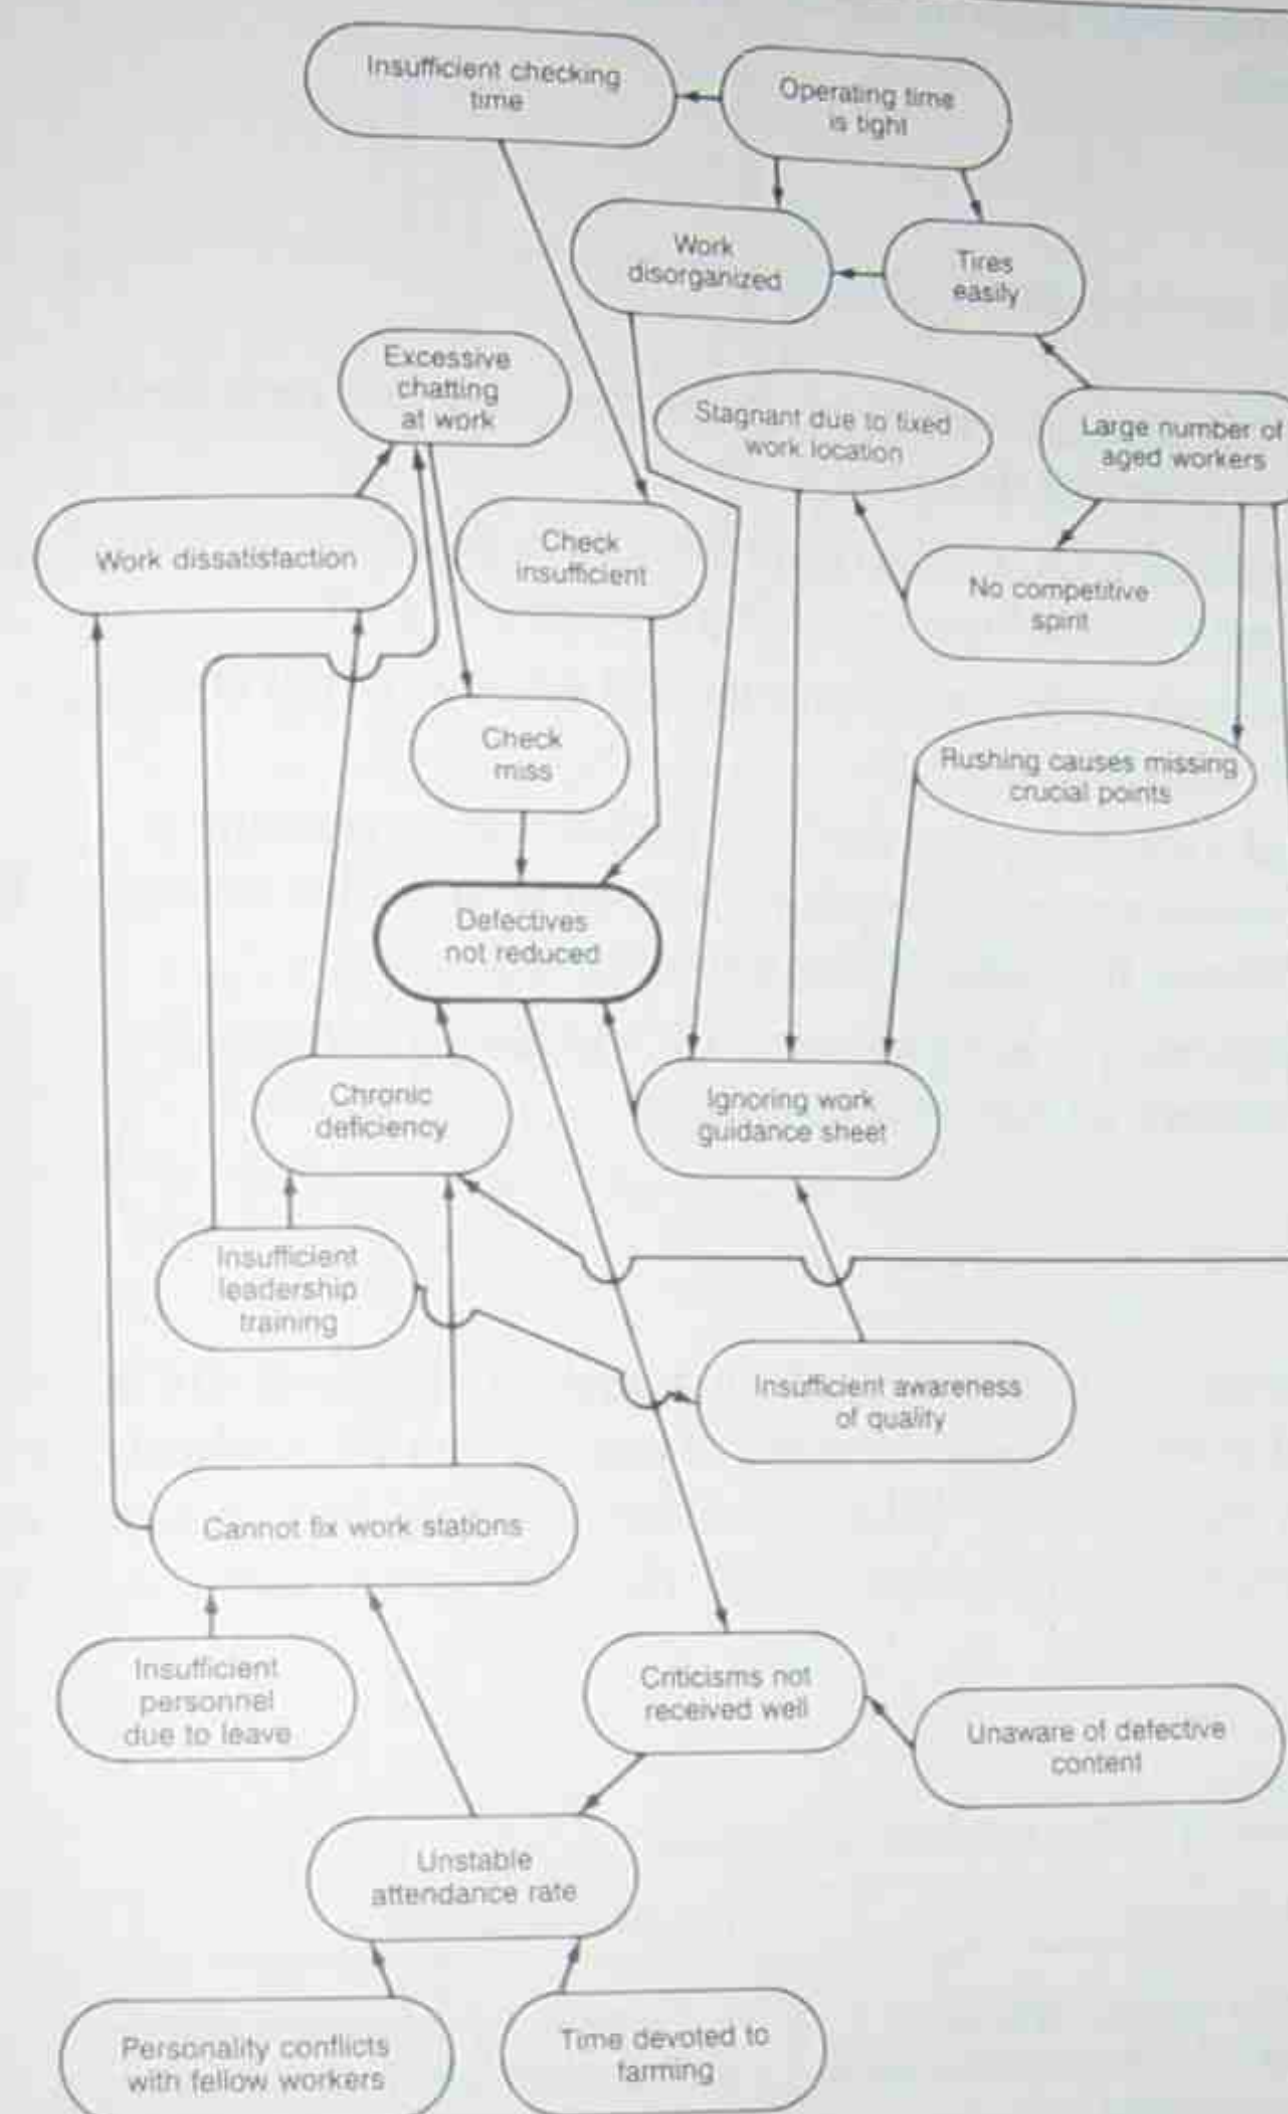 Insufficient checking
time
Operating time
is tight
Work
disorganized
Tires
easily
Excessive
chatting
at work
Stagnant due to fixed
work location
Large number of
aged workers
Work dissatisfaction
Check
insufficient
No competitive
spirit
Check
miss
Rushing causes missing
crucial points
Defectives
not reduced
Chronic
deficiency
Ignoring work
guidance sheet
Insufficient
leadership
training
Insufficient awareness
of quality
Cannot fix work stations
Insufficient
personnel
due to leave
Criticisms not
received well
Unaware of defective
content
Unstable
attendance rate
Personality conflicts
with fellow workers
Time devoted to
farming